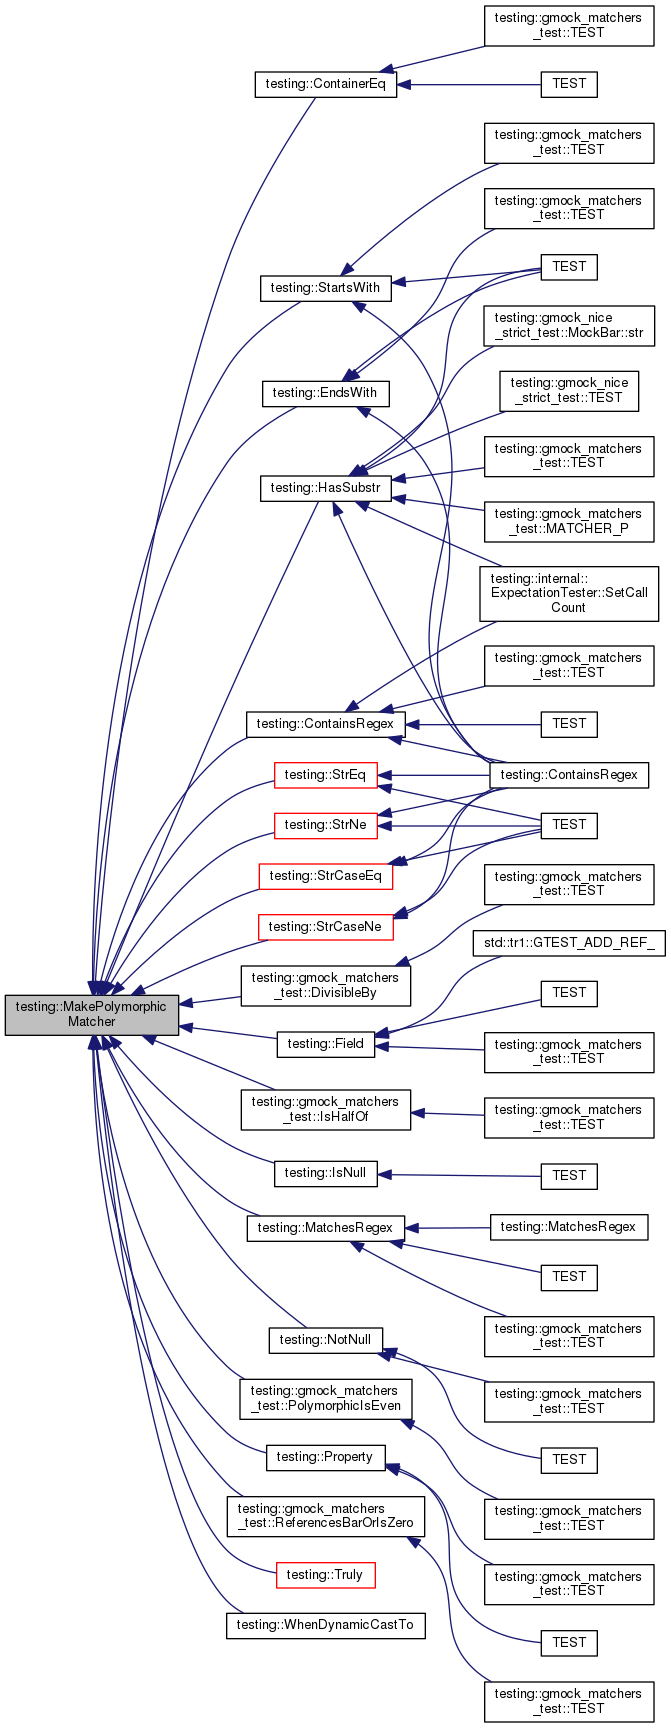 testing::gmock_matchers
_test::TEST
testing::ContainerEq
TEST
testing::gmock_matchers
_test::TEST
testing::gmock_matchers
_test::TEST
TEST
testing::StartsWith
testing::gmock_nice
_strict_test::MockBar::str
testing::EndsWith
testing::gmock_nice
_strict_test::TEST
testing::gmock_matchers
_test::TEST
testing::HasSubstr
testing::gmock_matchers
_test::MATCHER_P
testing::internal::
ExpectationTester::SetCall
Count
testing::gmock_matchers
_test::TEST
testing::ContainsRegex
TEST
testing::StrEq
testing::ContainsRegex
testing::StrNe
TEST
testing::StrCaseEq
testing::gmock_matchers
_test::TEST
testing::StrCaseNe
std::tr1::GTEST_ADD_REF_
testing::gmock_matchers
_test::DivisibleBy
TEST
testing::MakePolymorphic
Matcher
testing::Field
testing::gmock_matchers
_test::TEST
testing::gmock_matchers
_test::IsHalfOf
testing::gmock_matchers
_test::TEST
testing::IsNull
TEST
testing::MatchesRegex
testing::MatchesRegex
TEST
testing::NotNull
testing::gmock_matchers
_test::TEST
testing::gmock_matchers
_test::PolymorphicIsEven
testing::gmock_matchers
_test::TEST
testing::Property
TEST
testing::gmock_matchers
_test::ReferencesBarOrIsZero
testing::gmock_matchers
_test::TEST
testing::Truly
testing::gmock_matchers
_test::TEST
testing::WhenDynamicCastTo
TEST
testing::gmock_matchers
_test::TEST